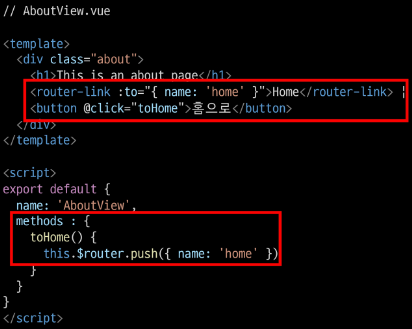 // AboutView.vue
<template>
<div class="about">
<h1>This is an about page</h1>
<router-link :to="{ name: 'home' }">Home</router-link> |
<button @click="toHome">홈으로</button>
</div>
</template>
<script>
export default {
name: 'AboutView',
methods : {
toHome() {
this.$router.push({ name: 'home' })
}
}
}
</script>